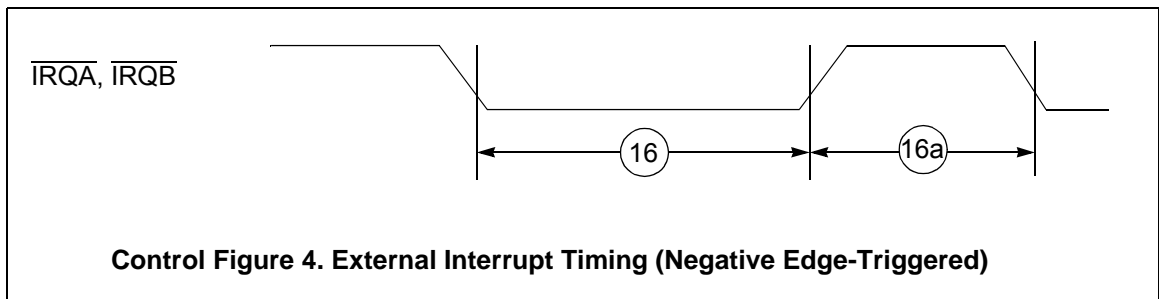 IRQA, IRQB
16
16a
Control Figure 4. External Interrupt Timing (Negative Edge-Triggered)